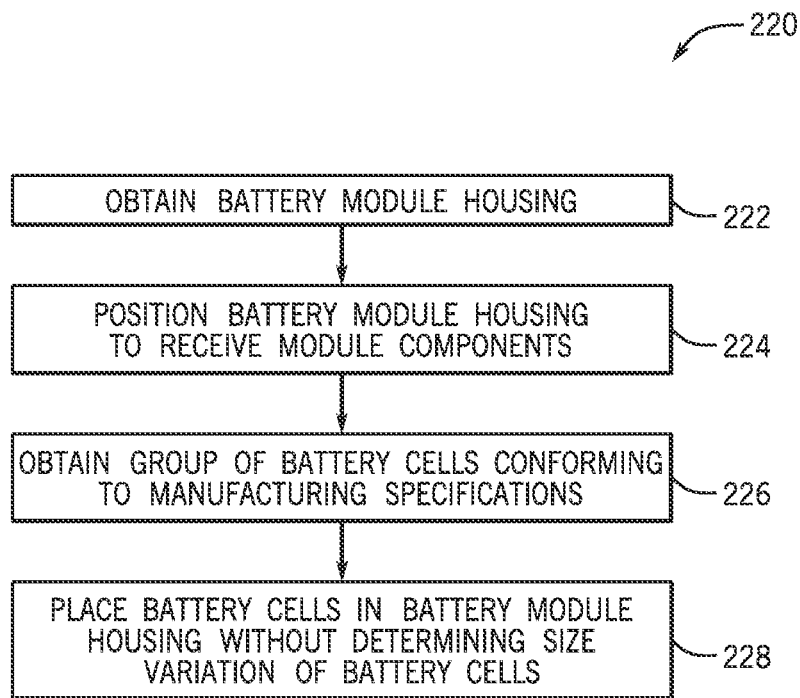 220
OBTAIN BATTERY MODULE HOUSING
222
POSITION BATTERY MODULE HOUSING
TO RECEIVE MODULE COMPONENTS
224
OBTAIN GROUP OF BATTERY CELLS CONFORMING
TO MANUFACTURING SPECIFICATIONS
226
PLACE BATTERY CELLS IN BATTERY MODULE
HOUSING WITHOUT DETERMINING SIZE
VARIATION OF BATTERY CELLS
228